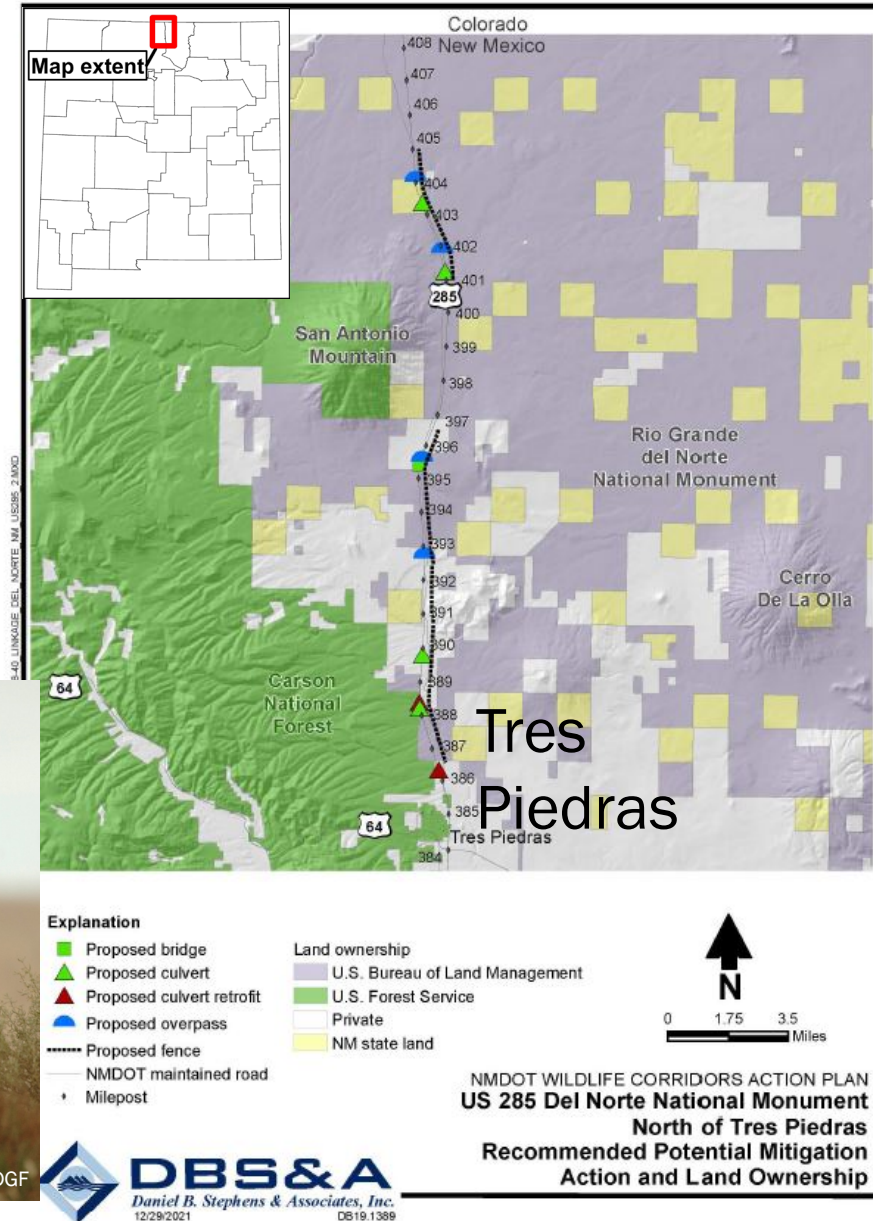 Colorado
New Mexico
Map extent
408
407
406
405
404
403
402
401
285
400
399
398
397
396
395
394
393
392
391
390
389
388
387
386
385
384
San Antonio
Mountain
Rio Grande
del Norte
National Monument
Cerro
De La Olla
64
Carson
National
Forest
Tres
Piedras
64
Tres Piedras
LINKAGE_DEL_NORTE_NM_US285_2.MXD
Explanation
Proposed bridge
Proposed culvert
Proposed culvert retrofit
Proposed overpass
Proposed fence
NMDOT maintained road
Milepost
Land ownership
U.S. Bureau of Land Management
U.S. Forest Service
Private
NM state land
N
0 1.75 3.5
Miles
NMDOT WILDLIFE CORRIDORS ACTION PLAN
US 285 Del Norte National Monument
North of Tres Piedras
Recommended Potential Mitigation
Action and Land Ownership
DBS&A
Daniel B. Stephens & Associates, Inc.
12/29/2021 DB19.1389